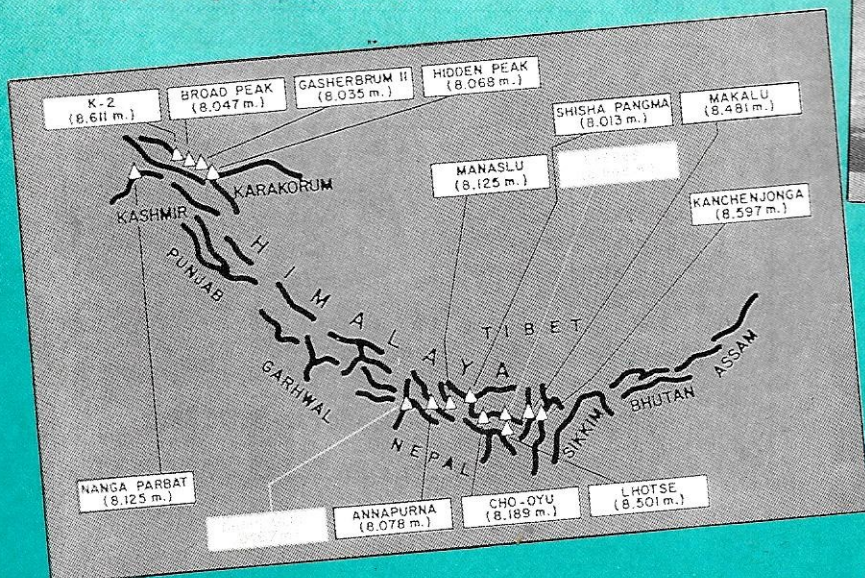 K-2
(8.611 m.)
BROAD PEAK
(8.047 m.)
GASHERBRUM II
(8.035 m.)
HIDDEN PEAK
(8.068 m.)
SHISHA PANGMA
(8.013 m.)
MAKALU
(8.481 m.)
MANASLU
(8.125 m.)
KANCHENJONGA
(8.597 m.)
KARAKORUM
KASHMIR
PUNJAB
HIMALAYA
TIBET
GARHWAL
NEPAL
SIKKIM
BHUTAN
ASSAM
NANGA PARBAT
(8.125 m.)
ANNAPURNA
(8.078 m.)
CHO-OYU
(8.189 m.)
LHOTSE
(8.501 m.)